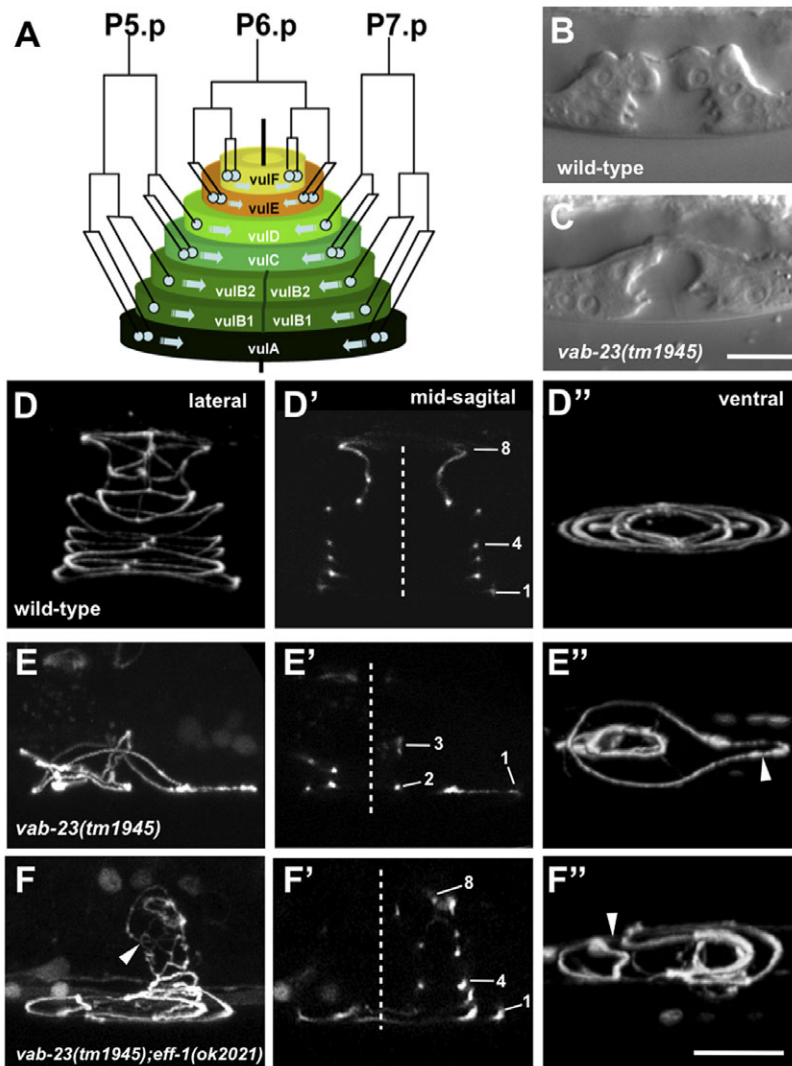 A
P5.p P6.p P7.p
vulF
vulE
vulD
vulC
vulB2 vulB2
vulB1 vulB1
vulA
B
wild-type
C
vab-23(tm1945)
D
lateral
wild-type
D'
mid-sagital
8
4
1
D"
ventral
E
vab-23(tm1945)
E'
3
2
1
E"
F
vab-23(tm1945);eff-1(ok2021)
F'
8
4
1
F"